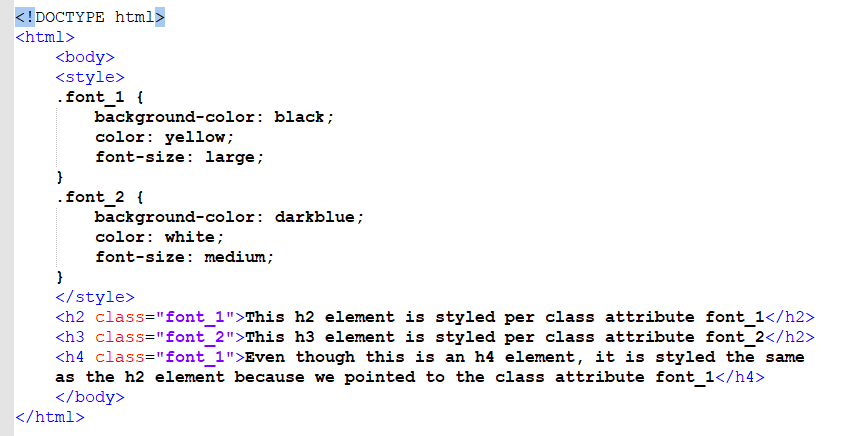 <!DOCTYPE html>
<html>
<body>
<style>
.font_1 {
background-color: black;
color: yellow;
font-size: large;
}
.font_2 {
background-color: darkblue;
color: white;
font-size: medium;
}
</style>
<h2 class="font_1">This h2 element is styled per class attribute font_1</h2>
<h3 class="font_2">This h3 element is styled per class attribute font_2</h2>
<h4 class="font_1">Even though this is an h4 element, it is styled the same
as the h2 element because we pointed to the class attribute font_1</h4>
</body>
</html>